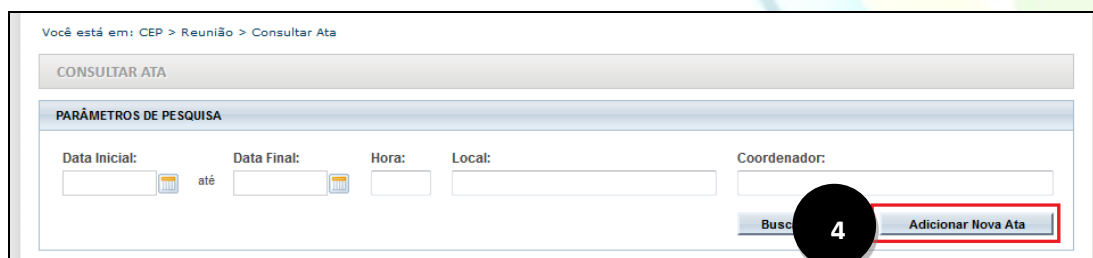 Você está em: CEP > Reunião > Consultar Ata
CONSULTAR ATA
PARÂMETROS DE PESQUISA
Data Inicial: Data Final: Hora: Local: Coordenador:
até
4 Adicionar Nova Ata